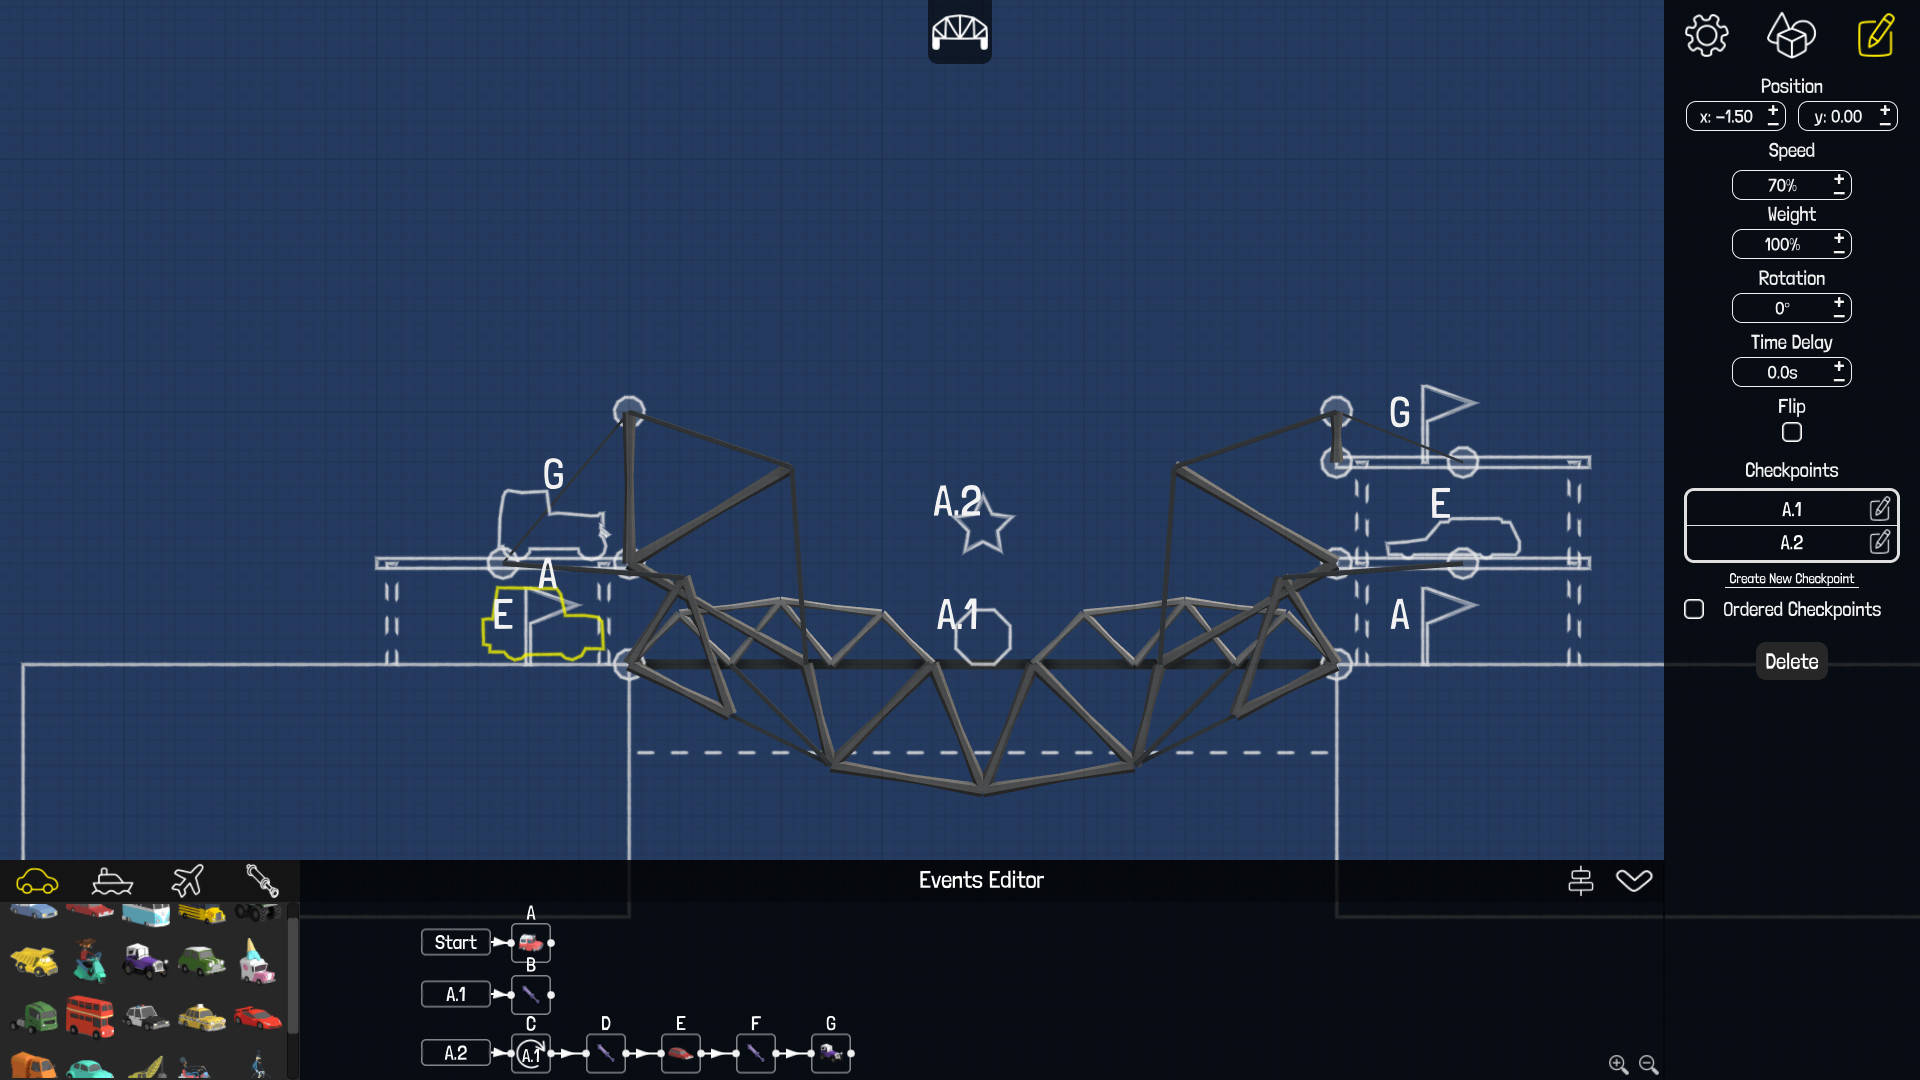 Position
x: -1.50
y: 0.00
Speed
70%
Weight
100%
Rotation
0°
Time Delay
0.0s
Flip
Checkpoints
A.1
A.2
Create New Checkpoint
Ordered Checkpoints
Delete
G
G
A.2
E
A
E
A.1
A
Events Editor
A
Start
B
A.1
C
D
E
F
G
A.2
A.1